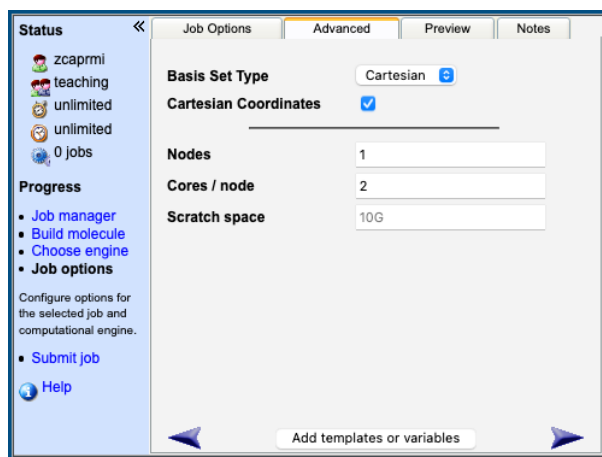 Status
«
zcaprmi
teaching
unlimited
unlimited
0 jobs
Progress
• Job manager
• Build molecule
• Choose engine
• Job options
Configure options for
the selected job and
computational engine.
• Submit job
Help
Job Options
Advanced
Preview
Notes
Basis Set Type
Cartesian
Cartesian Coordinates
Nodes
1
Cores / node
2
Scratch space
10G
Add templates or variables